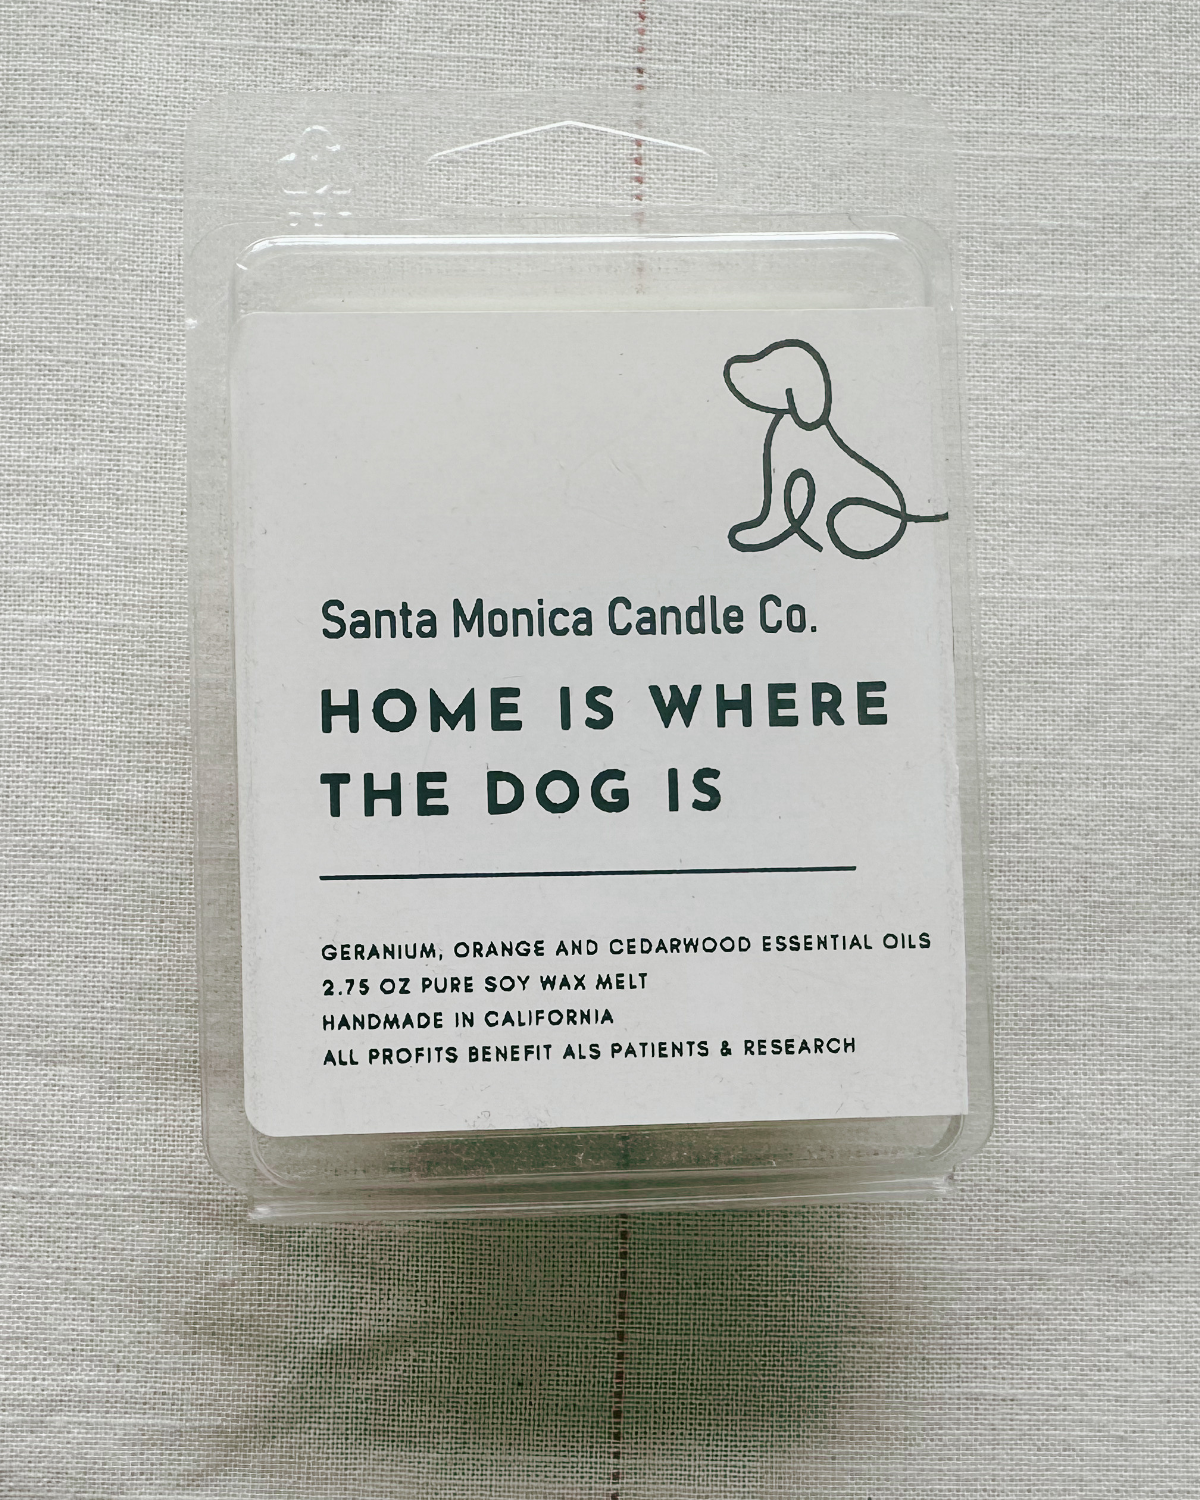 Santa Monica Candle Co.
HOME IS WHERE
THE DOG IS
GERANIUM, ORANGE AND CEDARWOOD ESSENTIAL OILS
2.75 OZ PURE SOY WAX MELT
HANDMADE IN CALIFORNIA
ALL PROFITS BENEFIT ALS PATIENTS & RESEARCH